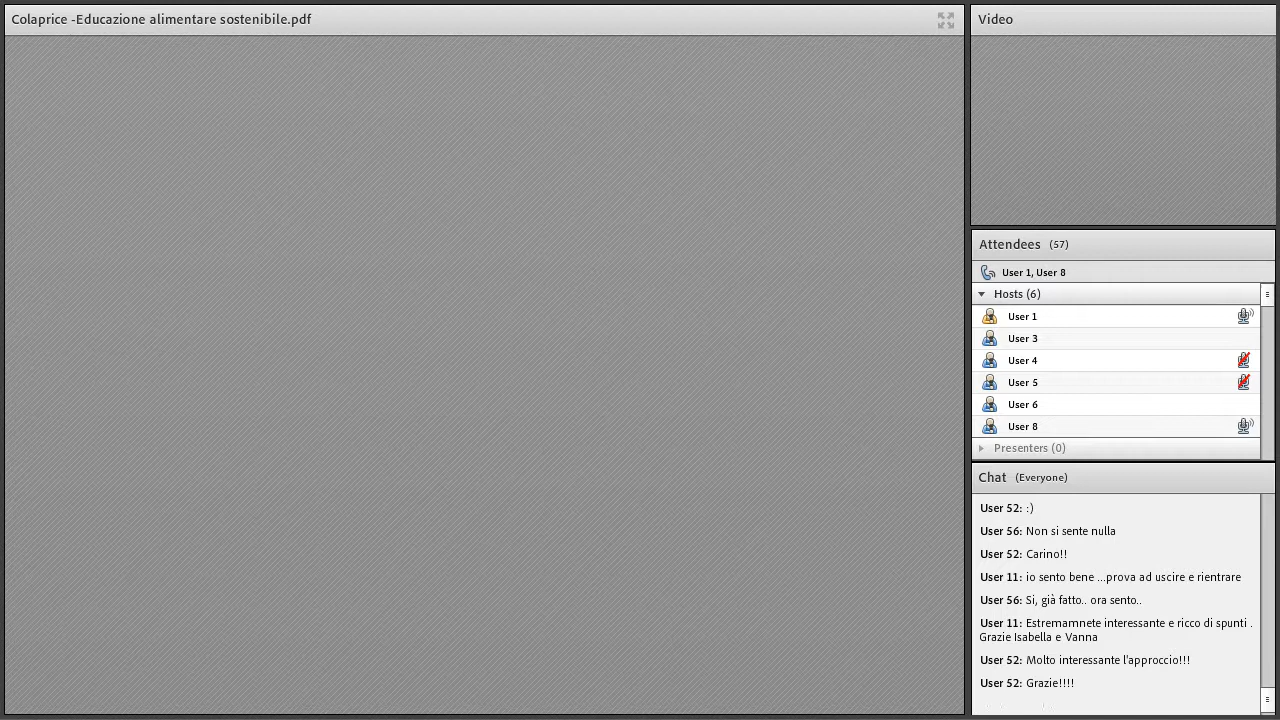 Colaprice -Educazione alimentare sostenibile.pdf
Video
Attendees (57)
User 1, User 8
Hosts (6)
User 1
User 3
User 4
User 5
User 6
User 8
Presenters (0)
Chat (Everyone)
User 52: :)
User 56: Non si sente nulla
User 52: Carino!!
User 11: io sento bene ...prova ad uscire e rientrare
User 56: Si, già fatto.. ora sento..
User 11: Estremamnete interessante e ricco di spunti .
Grazie Isabella e Vanna
User 52: Molto interessante l'approccio!!!
User 52: Grazie!!!!